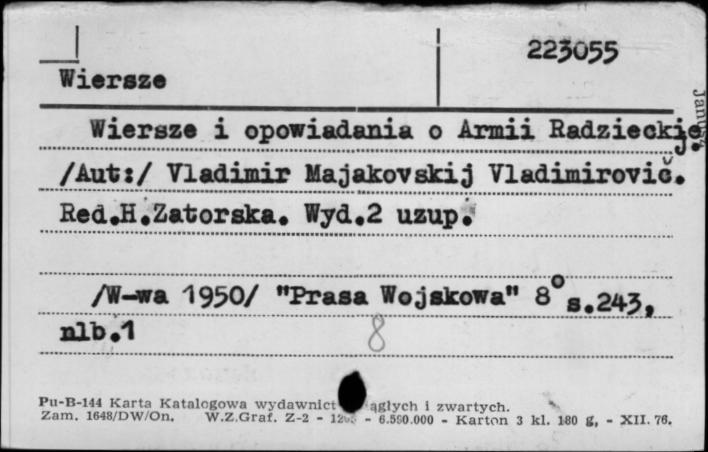 223055
Wiersze
Wiersze i opowiadania o Armii Radzieckiej.
/Aut:/ Vladimir Majakovskij Vladimirovič.
Red.H.Zatorska. Wyd.2 uzup.
/W-wa 1950/ "Prasa Wojskowa" 8° s.243,
nlb.1
8
Pu-B-144 Karta Katalogowa wydawnict ągłych i zwartych.
Zam. 1648/DW/On. W.Z.Graf. Z-2 - - 6.500.000 - Karton 3 kl. 180 g, - XII. 76.